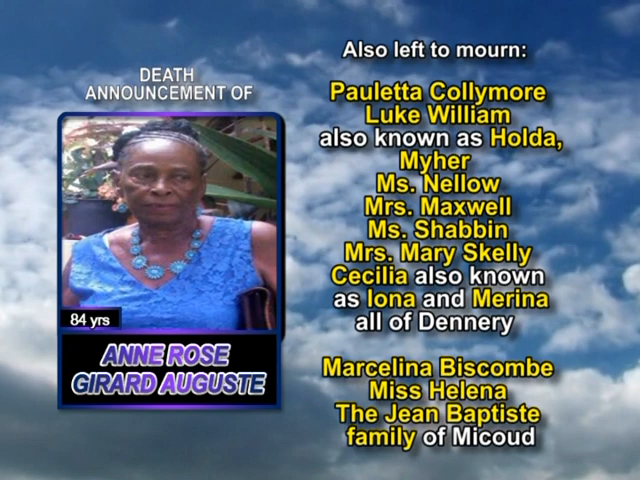 DEATH
ANNOUNCEMENT OF
84 yrs
ANNE ROSE
GIRARD AUGUSTE
Also left to mourn:
Pauletta Collymore
Luke William
also known as Holda,
Myher
Ms. Nellow
Mrs. Maxwell
Ms. Shabbin
Mrs. Mary Skelly
Cecilia also known
as Iona and Merina
all of Dennery
Marcelina Biscombe
Miss Helena
The Jean Baptiste
family of Micoud